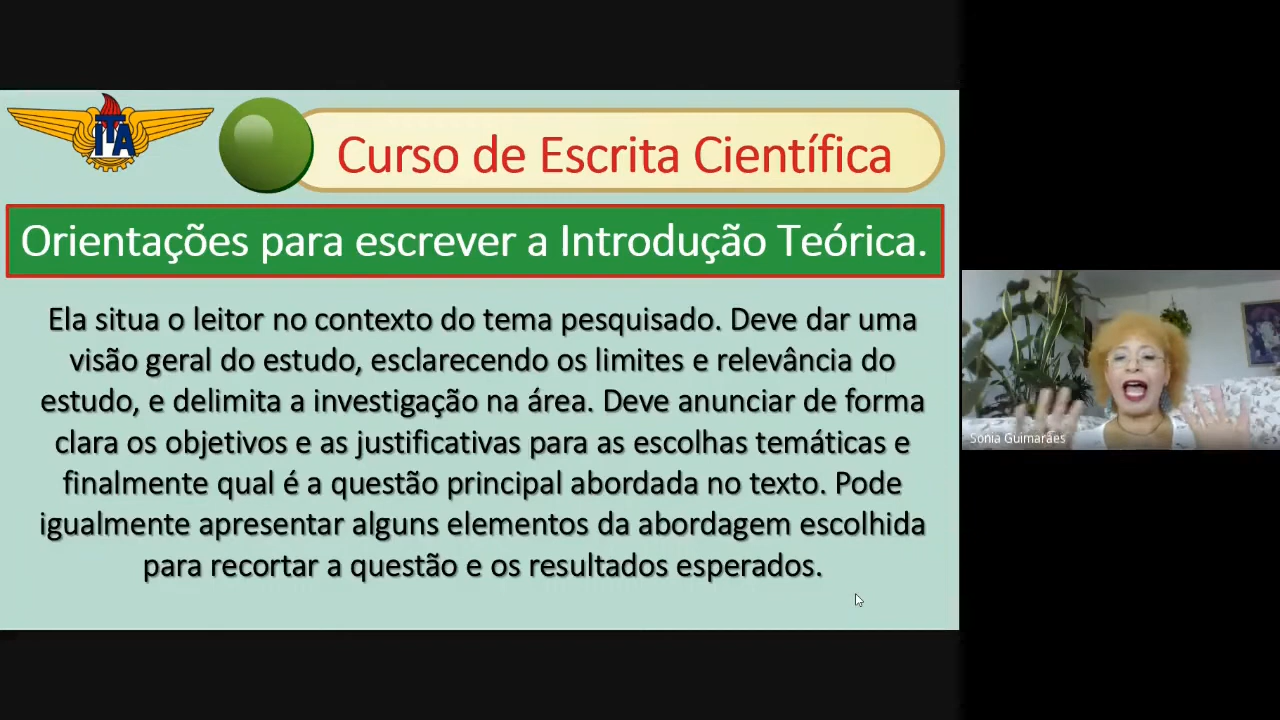 ITA
Curso de Escrita Científica
Orientações para escrever a Introdução Teórica.
Ela situa o leitor no contexto do tema pesquisado. Deve dar uma
visão geral do estudo, esclarecendo os limites e relevância do
estudo, e delimita a investigação na área. Deve anunciar de forma
clara os objetivos e as justificativas para as escolhas temáticas e
finalmente qual é a questão principal abordada no texto. Pode
igualmente apresentar alguns elementos da abordagem escolhida
para recortar a questão e os resultados esperados.
Sonia Guimarães